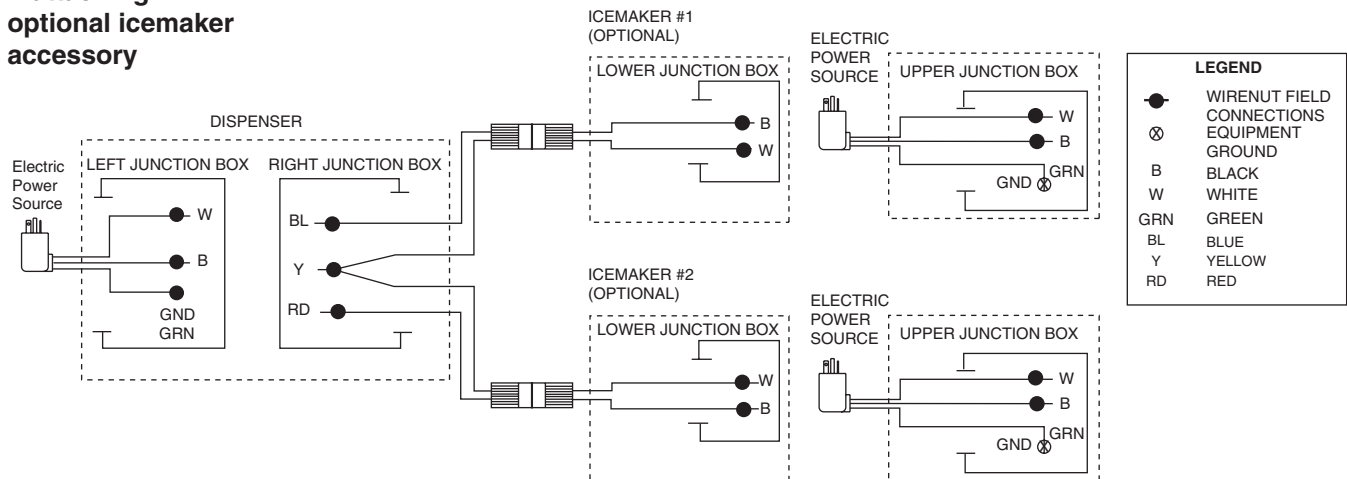 optional icemaker
accessory
DISPENSER
Electric
Power
Source
LEFT JUNCTION BOX
W
B
GND
GRN
RIGHT JUNCTION BOX
BL
Y
RD
ICEMAKER #1
(OPTIONAL)
LOWER JUNCTION BOX
B
W
ELECTRIC
POWER
SOURCE
UPPER JUNCTION BOX
W
B
GRN
GND
ICEMAKER #2
(OPTIONAL)
LOWER JUNCTION BOX
W
B
ELECTRIC
POWER
SOURCE
UPPER JUNCTION BOX
W
B
GRN
GND
LEGEND
WIRENUT FIELD
CONNECTIONS
EQUIPMENT
GROUND
B BLACK
W WHITE
GRN GREEN
BL BLUE
Y YELLOW
RD RED